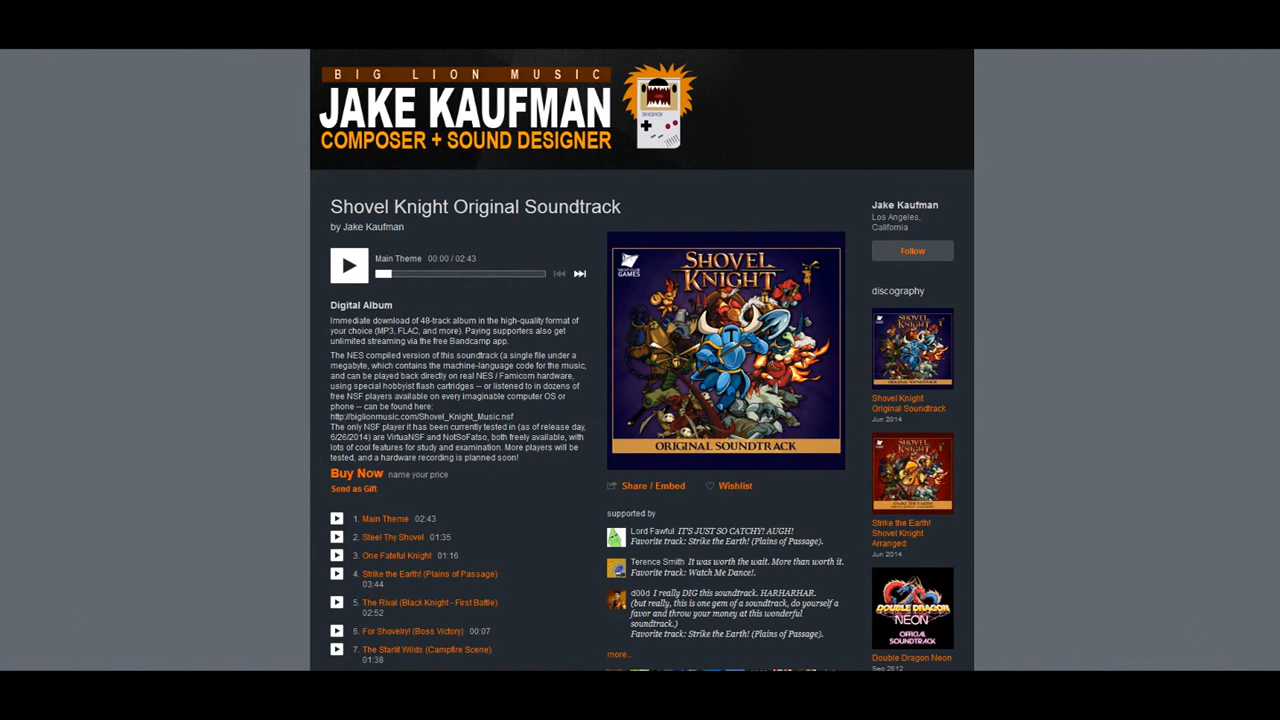 BIG LION MUSIC
JAKE KAUFMAN
COMPOSER + SOUND DESIGNER
Shovel Knight Original Soundtrack
by Jake Kaufman
Main Theme 00:00 / 02:43
Digital Album
Immediate download of 48-track album in the high-quality format of
your choice (MP3, FLAC, and more). Paying supporters also get
unlimited streaming via the free Bandcamp app.
The NES compiled version of this soundtrack (a single file under a
megabyte, which contains the machine-language code for the music,
and can be played back directly on real NES / Famicom hardware,
using special hobbyist flash cartridges -- or listened to in dozens of
free NSF players available on every imaginable computer OS or
phone -- can be found here:
http://biglionmusic.com/Shovel_Knight_Music.nsf
The only NSF player it has been currently tested in (as of release day,
6/26/2014) are VirtuaNSF and NotSoFatso, both freely available, with
lots of cool features for study and examination. More players will be
tested, and a hardware recording is planned soon!
Buy Now name your price
Send as Gift
1. Main Theme 02:43
2. Steel Thy Shovel 01:35
3. One Fateful Knight 01:16
4. Strike the Earth! (Plains of Passage)
03:44
5. The Rival (Black Knight - First Battle)
02:52
6. For Shovelry! (Boss Victory) 00:07
7. The Starlit Wilds (Campfire Scene)
01:38
YACHT CLUB
GAMES
SHOVEL
KNIGHT
ORIGINAL SOUNDTRACK
Share / Embed Wishlist
supported by
Lord Fawful IT'S JUST SO CATCHY! AUGH!
Favorite track: Strike the Earth! (Plains of Passage).
Terence Smith It was worth the wait. More than worth it.
Favorite track: Watch Me Dance!.
d00d I really DIG this soundtrack. HARHARHAR.
(but really, this is one gem of a soundtrack, do yourself a
favor and throw your money at this wonderful
soundtrack.)
Favorite track: Strike the Earth! (Plains of Passage).
more...
Jake Kaufman
Los Angeles,
California
Follow
discography
SHOVEL
KNIGHT
ORIGINAL SOUNDTRACK
Shovel Knight
Original Soundtrack
Jun 2014
SHOVEL
KNIGHT
STRIKE THE EARTH!
Strike the Earth!
Shovel Knight
Arranged
Jun 2014
DOUBLE DRAGON
NEON
OFFICIAL
SOUNDTRACK
Double Dragon Neon
Sep 2012